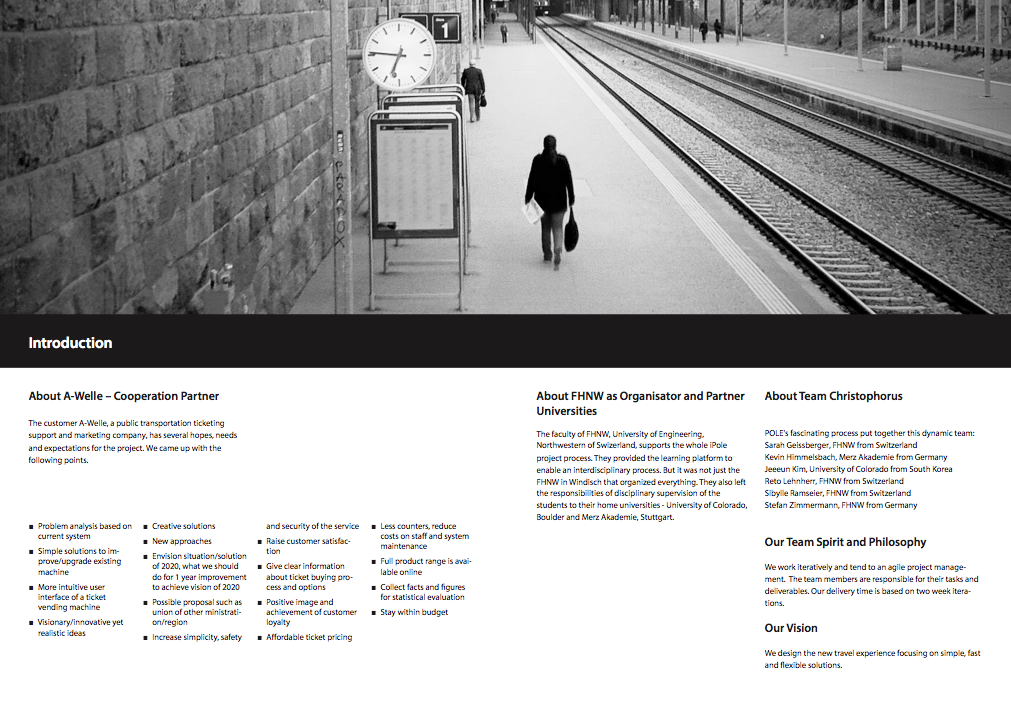 1
PARADOX
Introduction
About A-Welle – Cooperation Partner
The customer A-Welle, a public transportation ticketing
support and marketing company, has several hopes, needs
and expectations for the project. We came up with the
following points.
■ Problem analysis based on
current system
■ Simple solutions to im-
prove/upgrade existing
machine
■ More intuitive user
interface of a ticket
vending machine
■ Visionary/innovative yet
realistic ideas
■ Creative solutions
■ New approaches
■ Envision situation/solution
of 2020, what we should
do for 1 year improvement
to achieve vision of 2020
■ Possible proposal such as
union of other ministrati-
on/region
■ Increase simplicity, safety
and security of the service
■ Raise customer satisfac-
tion
■ Give clear information
about ticket buying pro-
cess and options
■ Positive image and
achievement of customer
loyalty
■ Affordable ticket pricing
■ Less counters, reduce
costs on staff and system
maintenance
■ Full product range is avai-
lable online
■ Collect facts and figures
for statistical evaluation
■ Stay within budget
About FHNW as Organisator and Partner
Universities
The faculty of FHNW, University of Engineering,
Northwestern of Swizerland, supports the whole iPole
project process. They provided the learning platform to
enable an interdisciplinary process. But it was not just the
FHNW in Windisch that organized everything. They also left
the responsibilities of disciplinary supervision of the
students to their home universities - University of Colorado,
Boulder and Merz Akademie, Stuttgart.
About Team Christophorus
POLE's fascinating process put together this dynamic team:
Sarah Geissberger, FHNW from Switzerland
Kevin Himmelsbach, Merz Akademie from Germany
Jeeeun Kim, University of Colorado from South Korea
Reto Lehnherr, FHNW from Switzerland
Sibylle Ramseier, FHNW from Switzerland
Stefan Zimmermann, FHNW from Germany
Our Team Spirit and Philosophy
We work iteratively and tend to an agile project manage-
ment. The team members are responsible for their tasks and
deliverables. Our delivery time is based on two week itera-
tions.
Our Vision
We design the new travel experience focusing on simple, fast
and flexible solutions.